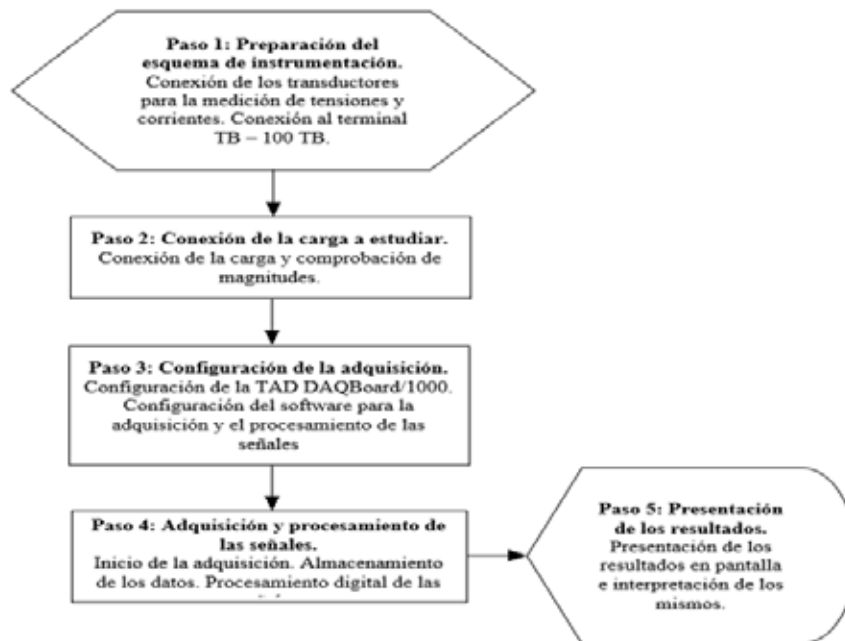 Paso 1: Preparación del
esquema de instrumentación.
Conexión de los transductores
para la medición de tensiones y
corrientes. Conexión al terminal
TB – 100 TB.
Paso 2: Conexión de la carga a estudiar.
Conexión de la carga y comprobación de
magnitudes.
Paso 3: Configuración de la adquisición.
Configuración de la TAD DAQBoard/1000.
Configuración del software para la
adquisición y el procesamiento de las
señales
Paso 4: Adquisición y procesamiento de
las señales.
Inicio de la adquisición. Almacenamiento
de los datos. Procesamiento digital de las
Paso 5: Presentación
de los resultados.
Presentación de los
resultados en pantalla
e interpretación de los
mismos.